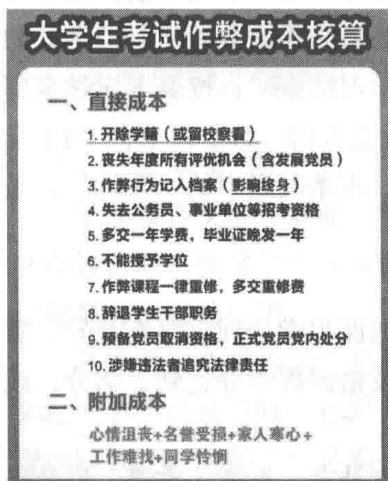 大学生考试作弊成本核算
一、直接成本
1.开除学籍（或留校察看）
2.丧失年度所有评优机会（含发展党员）
3.作弊行为记入档案（影响终身）
4.失去公务员、事业单位等招考资格
5.多交一年学费，毕业证晚发一年
6.不能授予学位
7.作弊课程一律重修，多交重修费
8.辞退学生干部职务
9.预备党员取消资格，正式党员党内处分
10.涉嫌违法者追究法律责任
二、附加成本
心情沮丧+名誉受损+家人寒心+
工作难找+同学怜悯